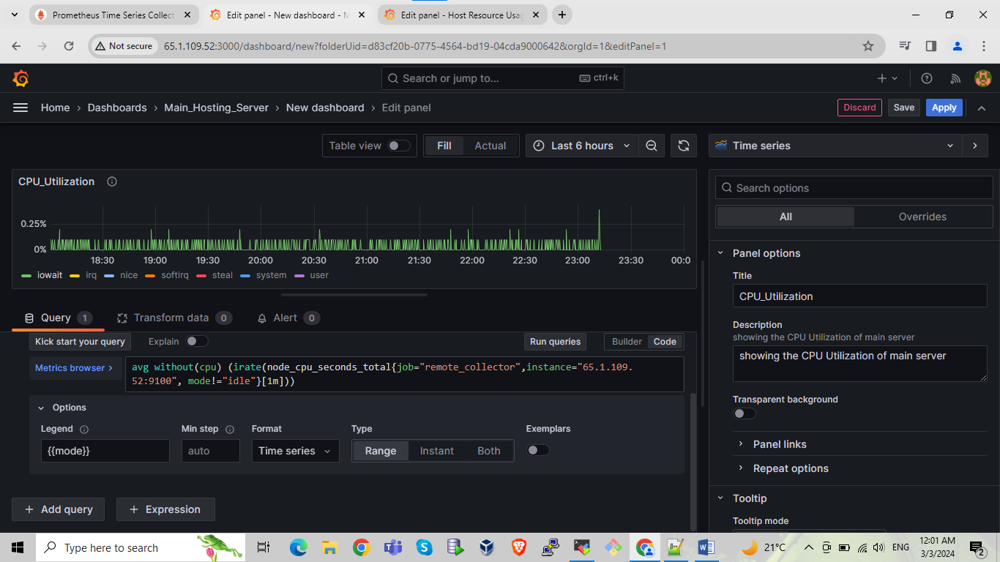 Prometheus Time Series Collect
Edit panel - New dashboard - M
Edit panel - Host Resource Usag
Not secure
65.1.109.52:3000/dashboard/new?folderUid=d83cf20b-0775-4564-bd19-04cda9000642&orgId=1&editPanel=1
Search or jump to...
ctrl+k
Home › Dashboards › Main_Hosting_Server › New dashboard › Edit panel
Discard
Save
Apply
Table view
Fill
Actual
Last 6 hours
Time series
CPU_Utilization
0.25%
0%
18:30 19:00 19:30 20:00 20:30 21:00 21:30 22:00 22:30 23:00 23:30 00:0
iowait irq nice softirq steal system user
Search options
All
Overrides
Panel options
Title
CPU_Utilization
Description
showing the CPU Utilization of main server
showing the CPU Utilization of main server
Transparent background
Panel links
Repeat options
Tooltip
Tooltip mode
Query 1
Transform data 0
Alert 0
Kick start your query
Explain
Run queries
Builder
Code
Metrics browser >
avg without(cpu) (irate(node_cpu_seconds_total{job="remote_collector",instance="65.1.109.
52:9100", mode!="idle"}[1m]))
Options
Legend
Min step
Format
Type
Exemplars
{{mode}}
auto
Time series
Range
Instant
Both
+ Add query
+ Expression
Type here to search
21°C
ENG
12:01 AM
3/3/2024
2